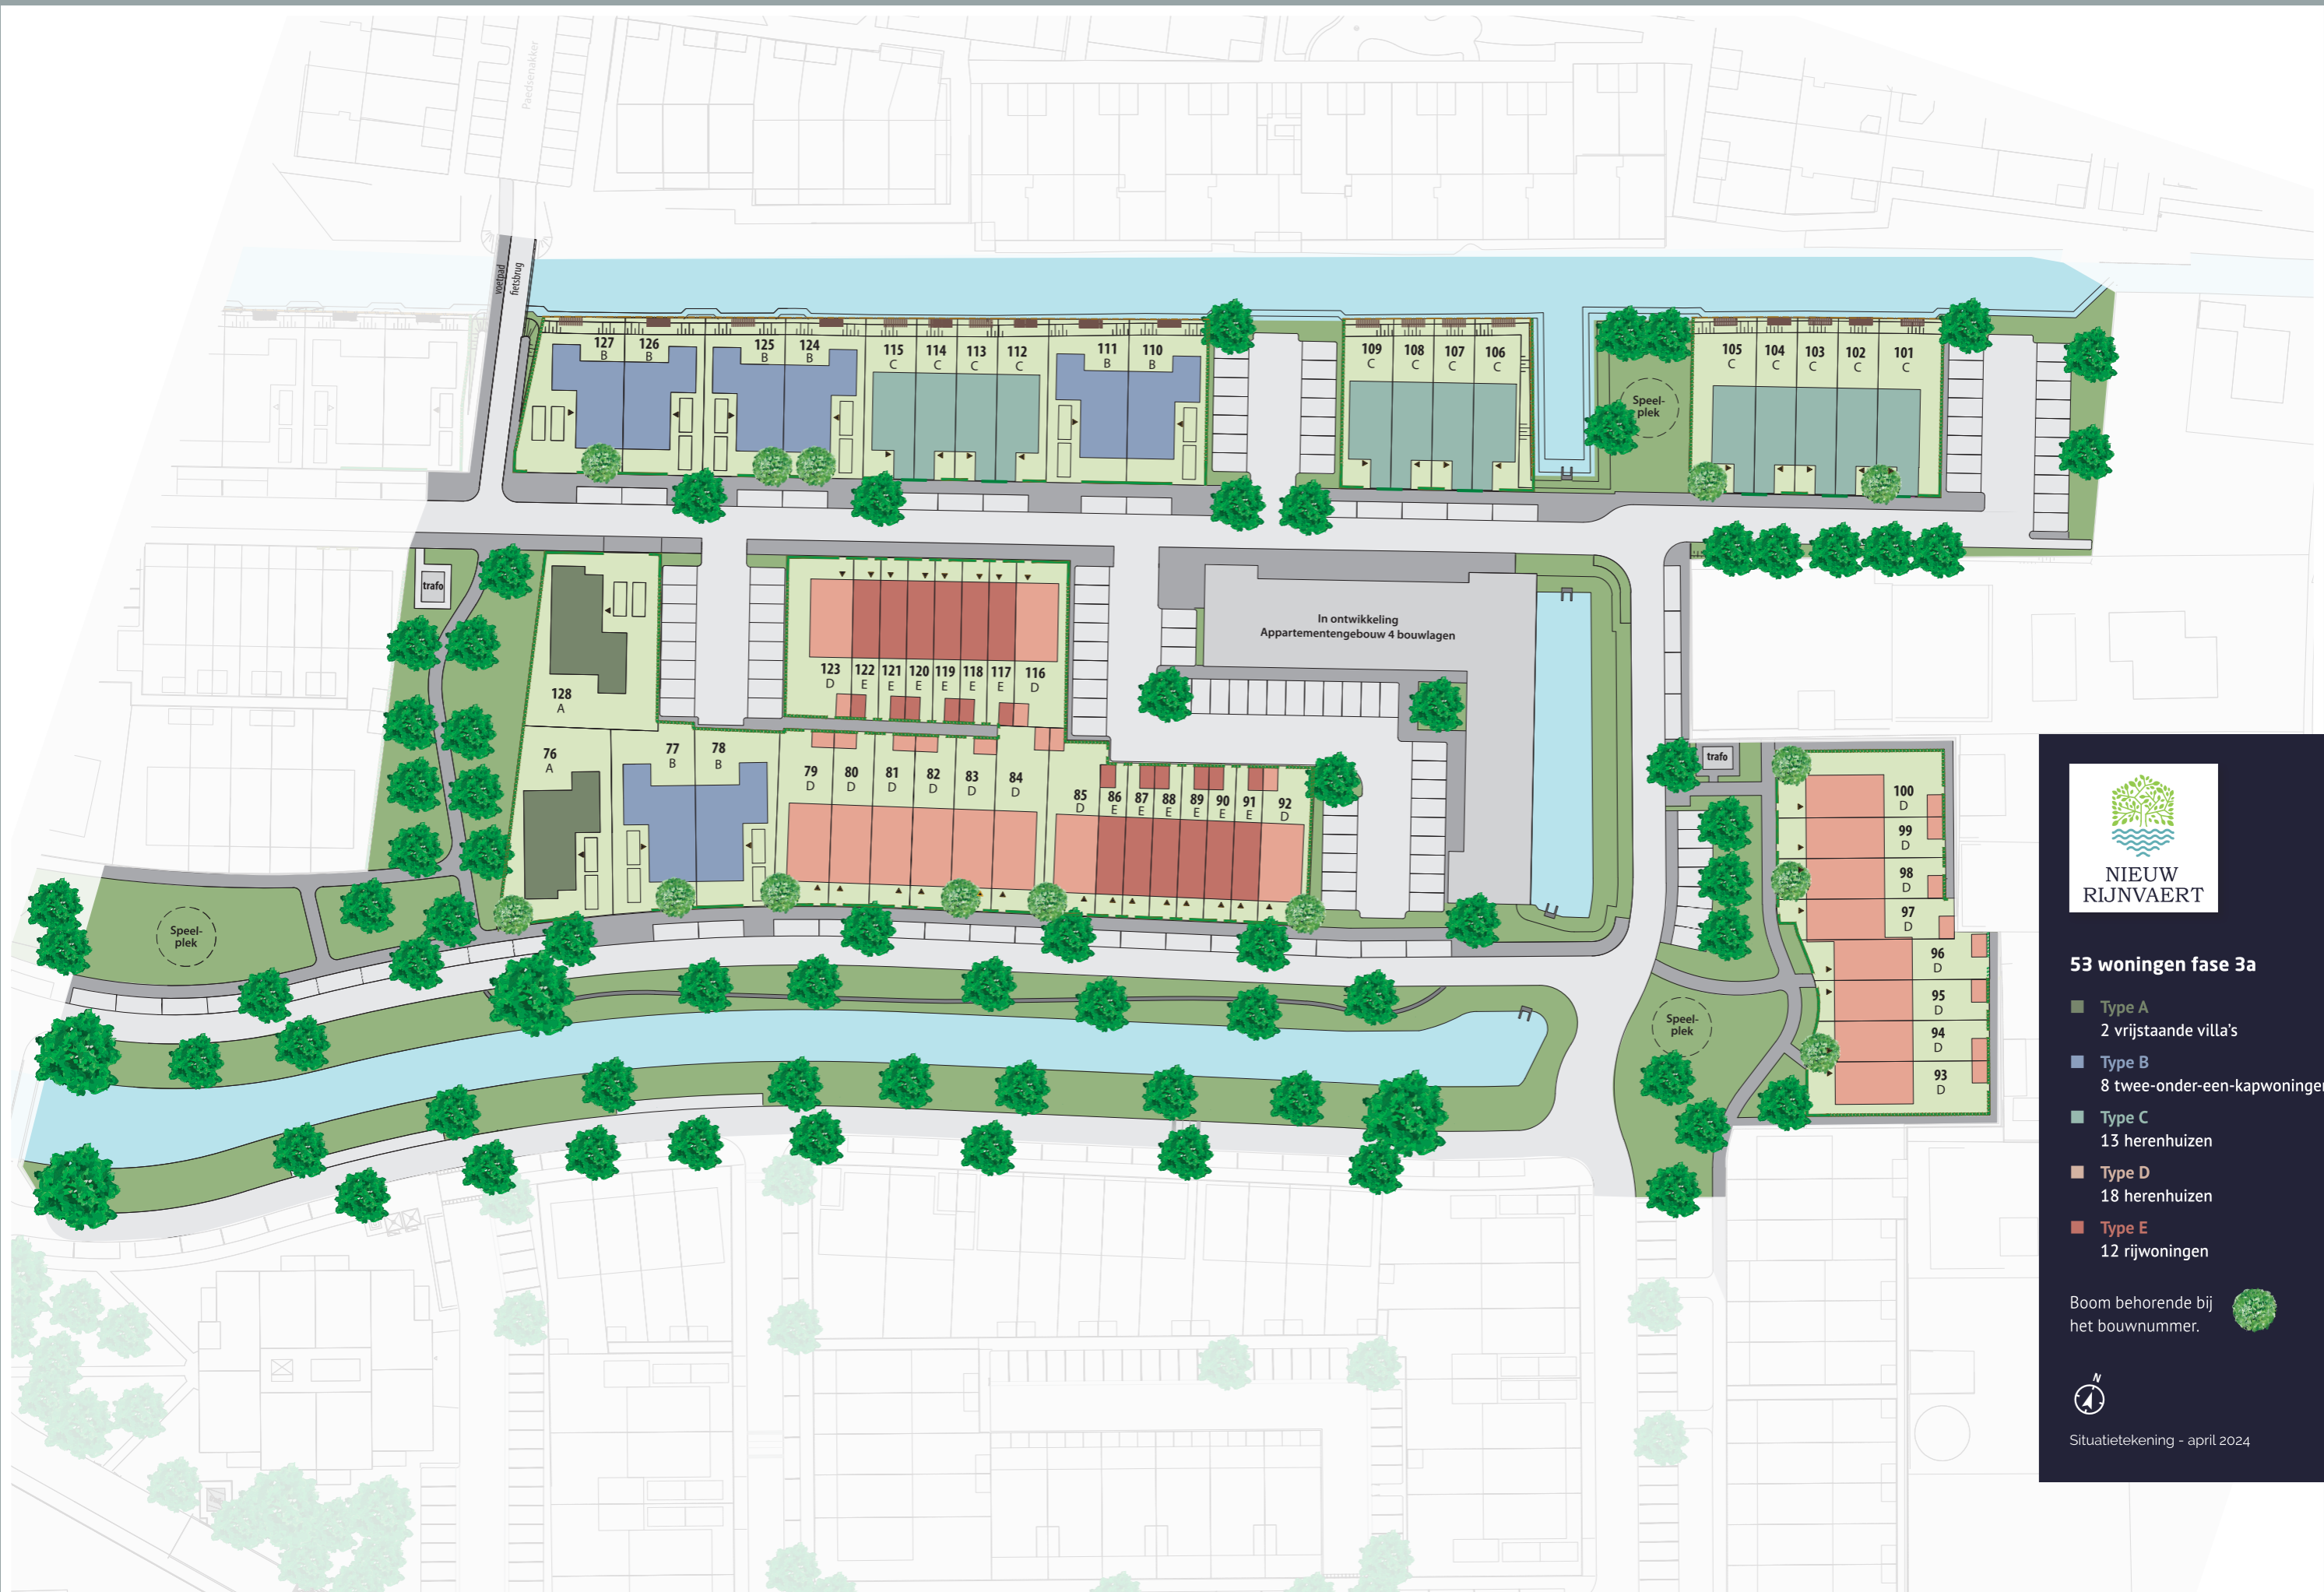 Paedsenakker
voetpad
fietsbrug
127
B
126
B
125
B
124
B
115
C
114
C
113
C
112
C
111
B
110
B
109
C
108
C
107
C
106
C
Speel-
plek
105
C
104
C
103
C
102
C
101
C
trafo
128
A
123
D
122
E
121
E
120
E
119
E
118
E
117
E
116
D
In ontwikkeling
Appartementengebouw 4 bouwlagen
76
A
77
B
78
B
79
D
80
D
81
D
82
D
83
D
84
D
85
D
86
E
87
E
88
E
89
E
90
E
91
E
92
D
trafo
100
D
99
D
98
D
97
D
96
D
95
D
94
D
93
D
Speel-
plek
Speel-
plek
NIEUW
RIJNVAERT
53 woningen fase 3a
Type A
2 vrijstaande villa's
Type B
8 twee-onder-een-kapwoningen
Type C
13 herenhuizen
Type D
18 herenhuizen
Type E
12 rijwoningen
Boom behorende bij
het bouwnummer.
N
Situatietekening - april 2024